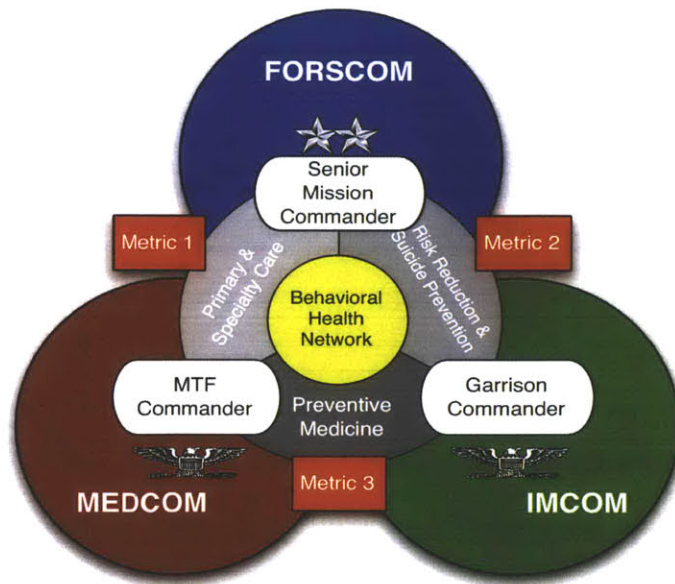 FORSCOM
Senior
Mission
Commander
Metric 1
Metric 2
Primary &
Specialty Care
Risk Reduction &
Suicide Prevention
Behavioral
Health
Network
MTF
Commander
Garrison
Commander
Preventive
Medicine
Metric 3
MEDCOM
IMCOM